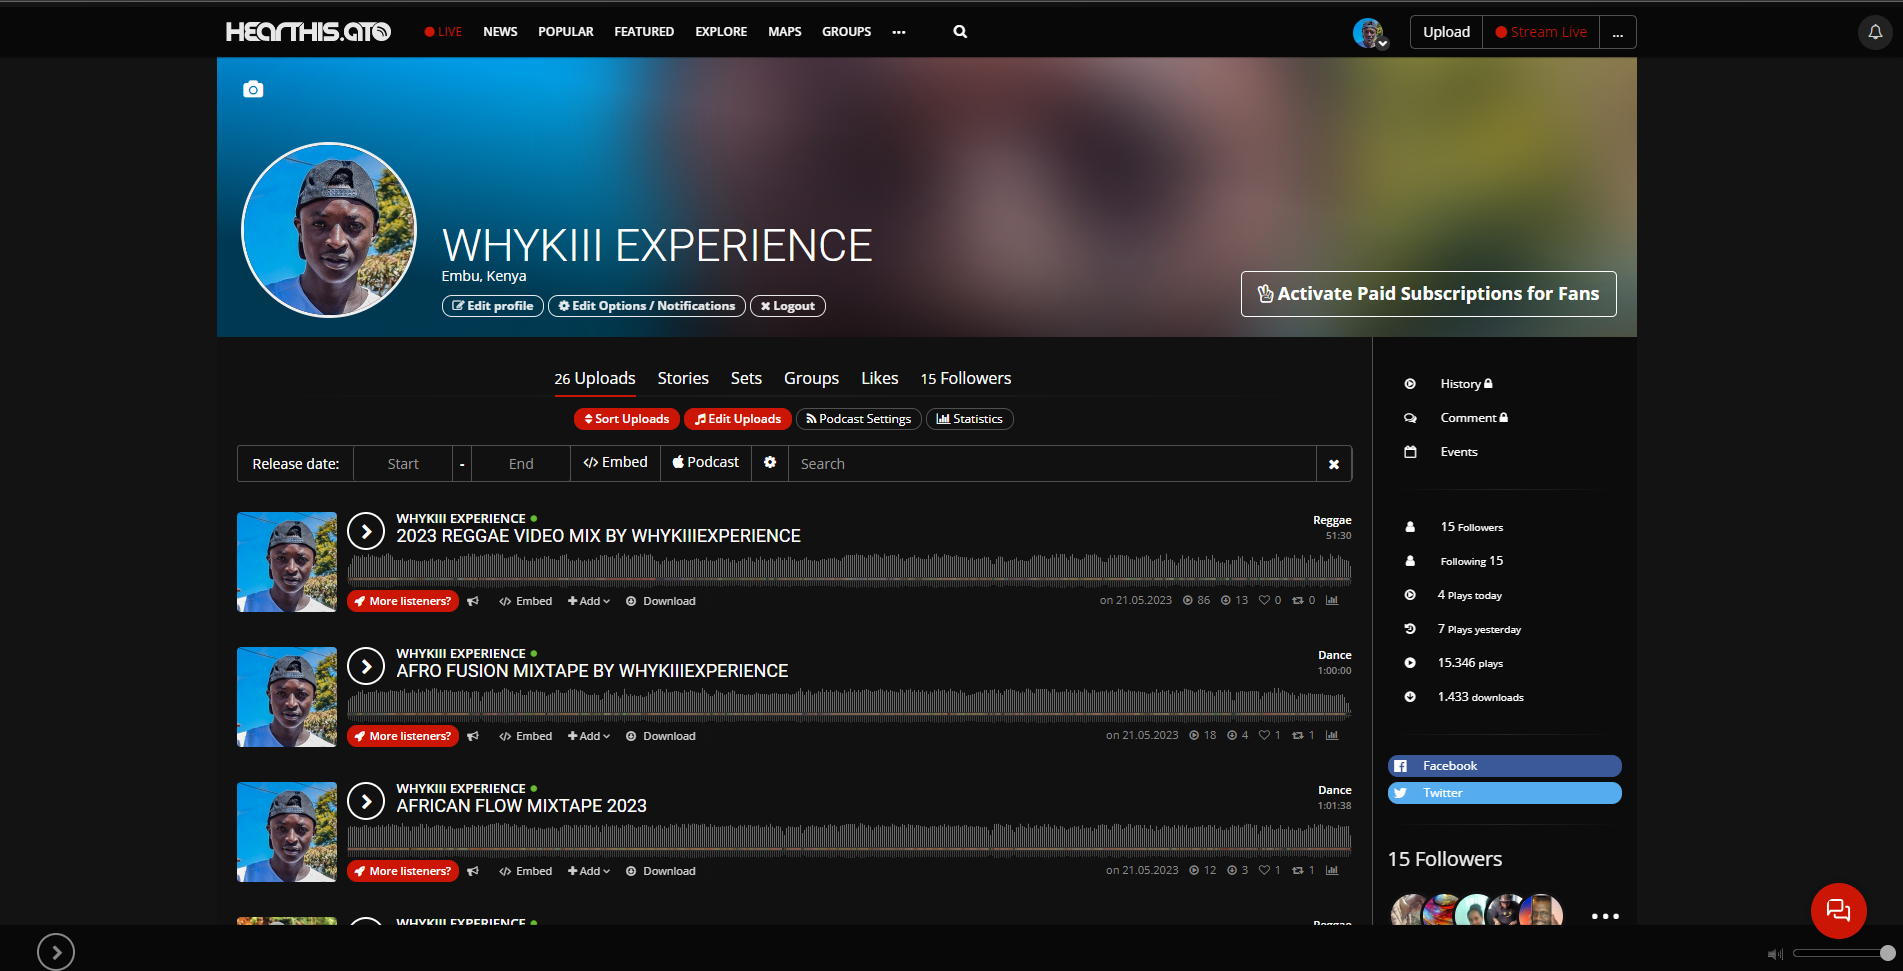 HEARTHIS.AT
LIVE NEWS POPULAR FEATURED EXPLORE MAPS GROUPS ...
Upload Stream Live ...
WHYKIII EXPERIENCE
Embu, Kenya
Edit profile Edit Options / Notifications Logout
Activate Paid Subscriptions for Fans
26 Uploads Stories Sets Groups Likes 15 Followers
Sort Uploads Edit Uploads Podcast Settings Statistics
Release date: Start - End </> Embed Podcast Search
WHYKIII EXPERIENCE
2023 REGGAE VIDEO MIX BY WHYKIIIEXPERIENCE
Reggae
51:30
More listeners? </> Embed +Add Download
on 21.05.2023 86 13 0 0
WHYKIII EXPERIENCE
AFRO FUSION MIXTAPE BY WHYKIIIEXPERIENCE
Dance
1:00:00
More listeners? </> Embed +Add Download
on 21.05.2023 18 4 1 1
WHYKIII EXPERIENCE
AFRICAN FLOW MIXTAPE 2023
Dance
1:01:38
More listeners? </> Embed +Add Download
on 21.05.2023 12 3 1 1
WHYKIII EXPERIENCE
Reggae
History
Comment
Events
15 Followers
Following 15
4 Plays today
7 Plays yesterday
15.346 plays
1.433 downloads
Facebook
Twitter
15 Followers